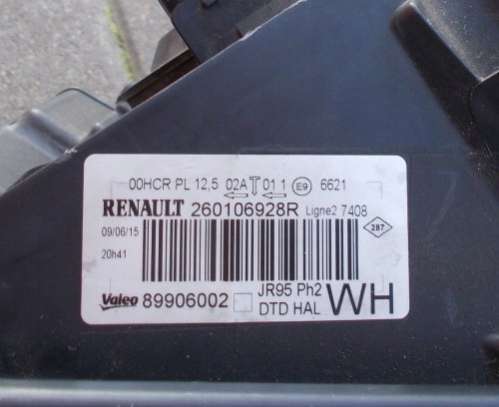 00HCR PL 12,5 02A 01 1 E9 6621
RENAULT 260106928R Ligne2 7408
09/06/15
20h41
287
Valeo 89906002 JR95 Ph2 WH
DTD HAL